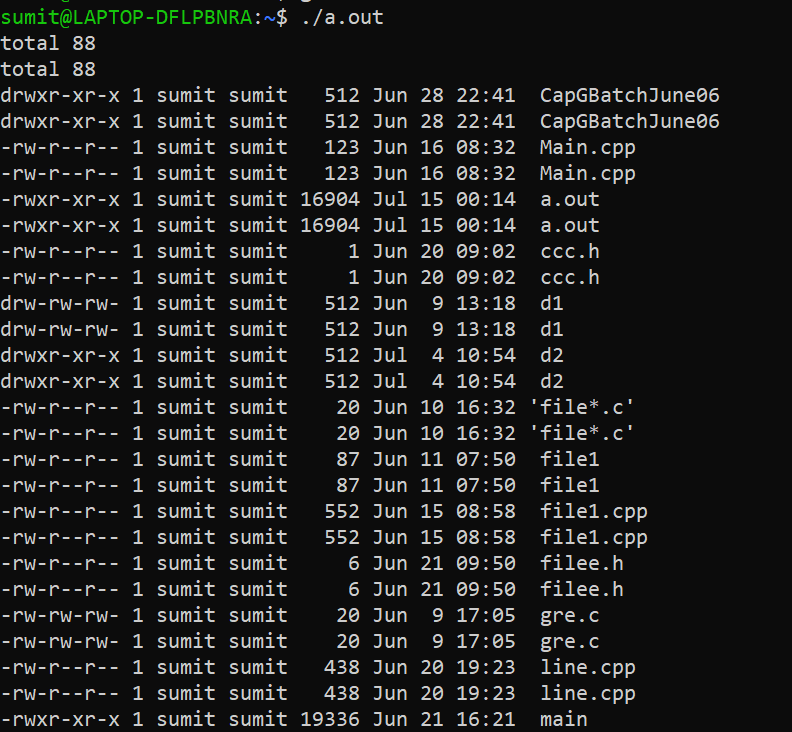 sumit@LAPTOP-DFLPBNRA:~$ ./a.out
total 88
total 88
drwxr-xr-x 1 sumit sumit   512 Jun 28 22:41  CapGBatchJune06
drwxr-xr-x 1 sumit sumit   512 Jun 28 22:41  CapGBatchJune06
-rw-r--r-- 1 sumit sumit   123 Jun 16 08:32  Main.cpp
-rw-r--r-- 1 sumit sumit   123 Jun 16 08:32  Main.cpp
-rwxr-xr-x 1 sumit sumit 16904 Jul 15 00:14  a.out
-rwxr-xr-x 1 sumit sumit 16904 Jul 15 00:14  a.out
-rw-r--r-- 1 sumit sumit     1 Jun 20 09:02  ccc.h
-rw-r--r-- 1 sumit sumit     1 Jun 20 09:02  ccc.h
drw-rw-rw- 1 sumit sumit   512 Jun  9 13:18  d1
drw-rw-rw- 1 sumit sumit   512 Jun  9 13:18  d1
drwxr-xr-x 1 sumit sumit   512 Jul  4 10:54  d2
drwxr-xr-x 1 sumit sumit   512 Jul  4 10:54  d2
-rw-r--r-- 1 sumit sumit    20 Jun 10 16:32 'file*.c'
-rw-r--r-- 1 sumit sumit    20 Jun 10 16:32 'file*.c'
-rw-r--r-- 1 sumit sumit    87 Jun 11 07:50  file1
-rw-r--r-- 1 sumit sumit    87 Jun 11 07:50  file1
-rw-r--r-- 1 sumit sumit   552 Jun 15 08:58  file1.cpp
-rw-r--r-- 1 sumit sumit   552 Jun 15 08:58  file1.cpp
-rw-r--r-- 1 sumit sumit     6 Jun 21 09:50  filee.h
-rw-r--r-- 1 sumit sumit     6 Jun 21 09:50  filee.h
-rw-rw-rw- 1 sumit sumit    20 Jun  9 17:05  gre.c
-rw-rw-rw- 1 sumit sumit    20 Jun  9 17:05  gre.c
-rw-r--r-- 1 sumit sumit   438 Jun 20 19:23  line.cpp
-rw-r--r-- 1 sumit sumit   438 Jun 20 19:23  line.cpp
-rwxr-xr-x 1 sumit sumit 19336 Jun 21 16:21  main